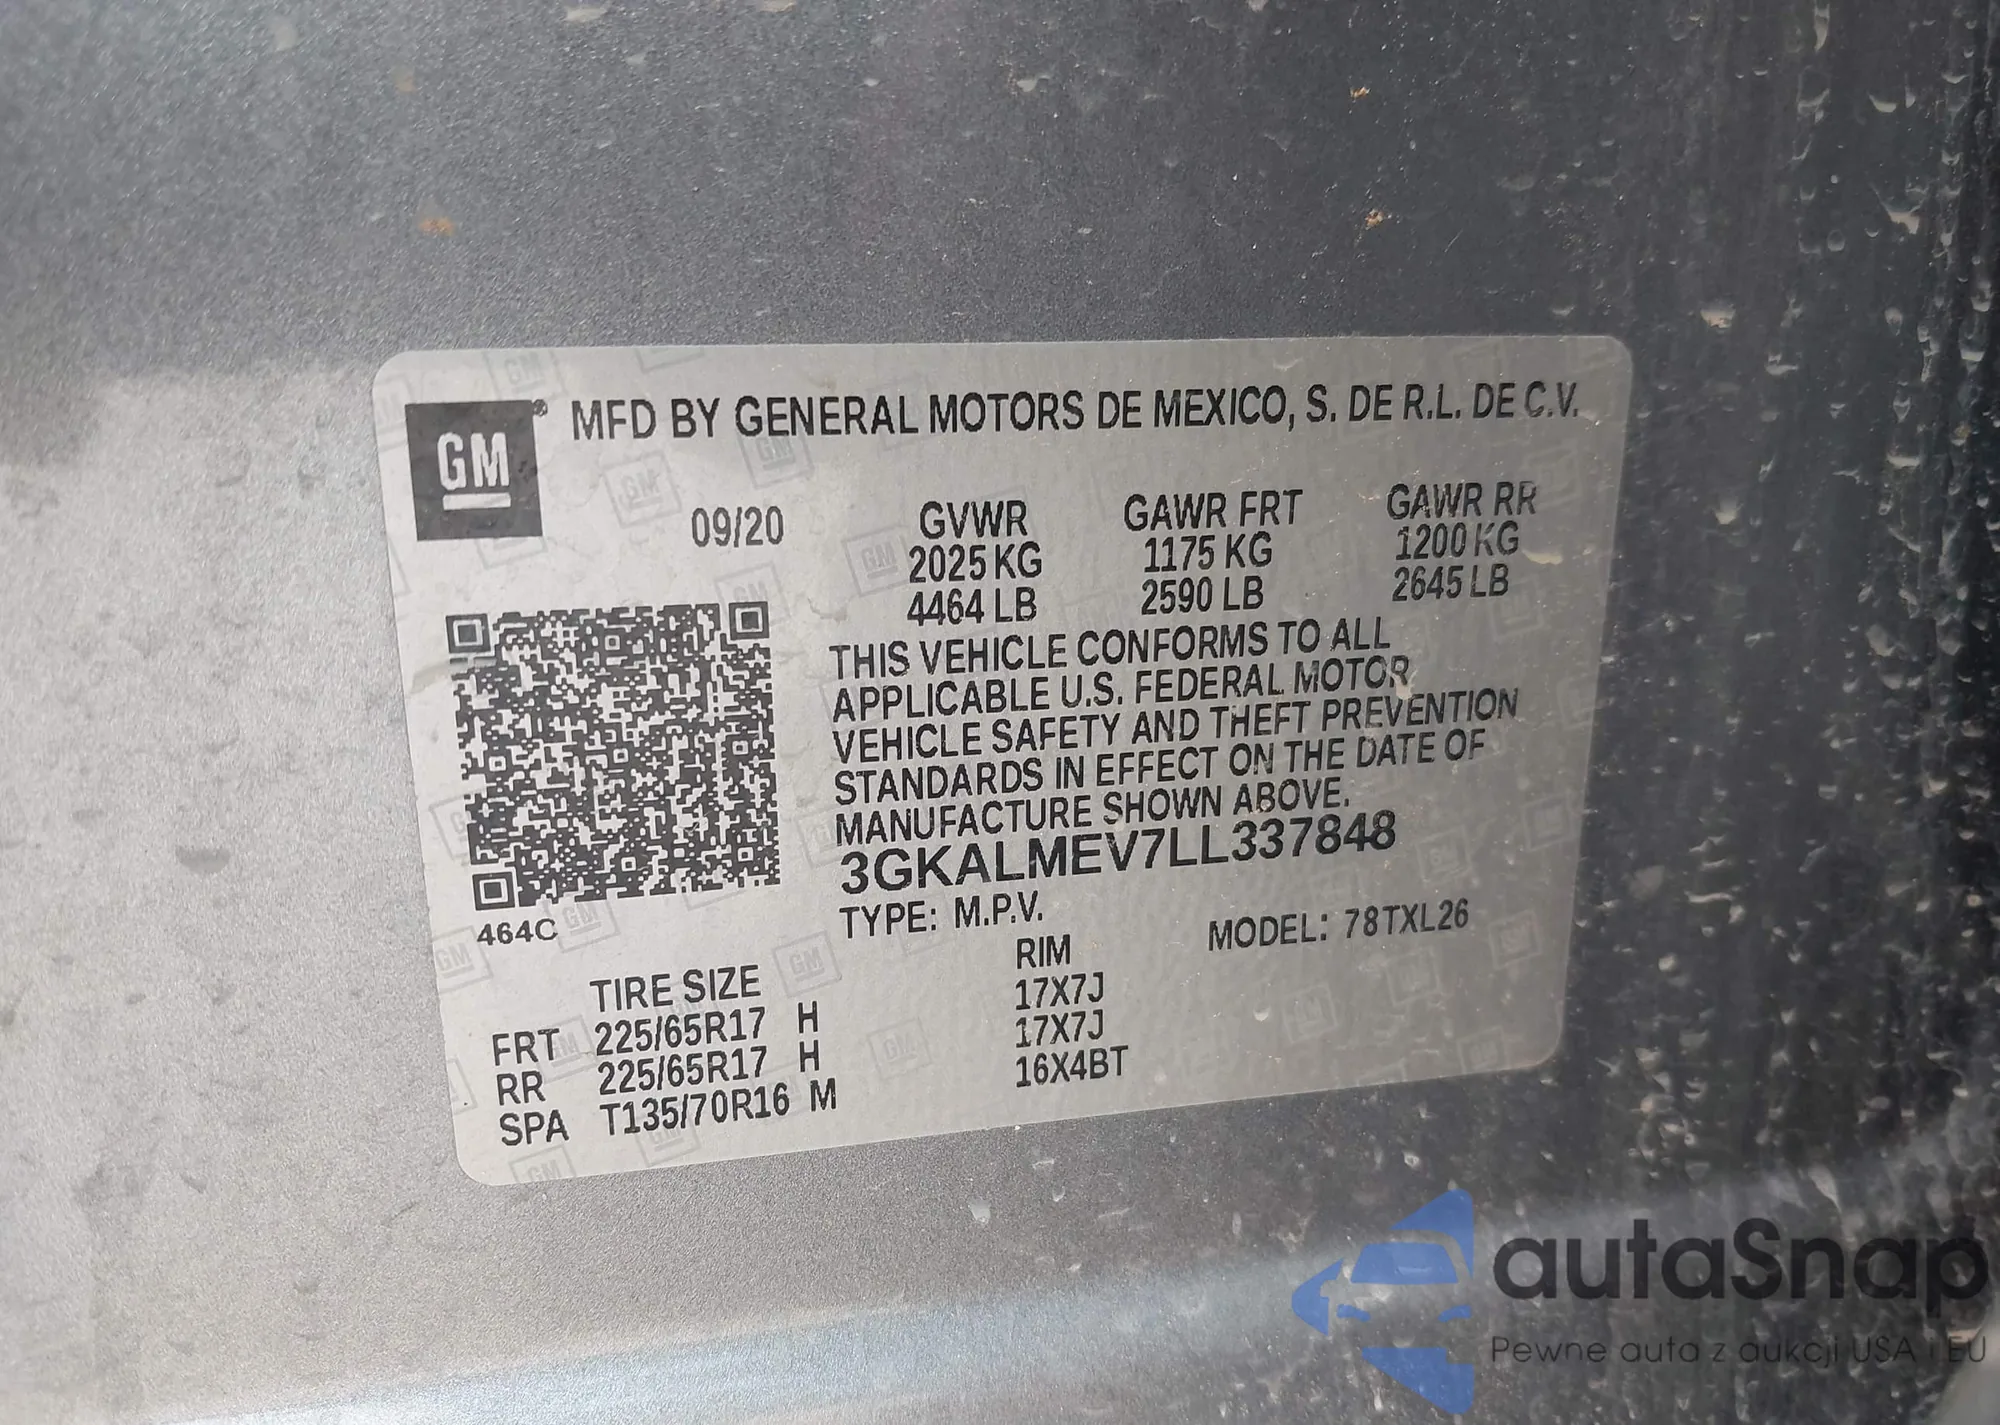 GM® MFD BY GENERAL MOTORS DE MEXICO, S. DE R.L. DE C.V.
09/20 GVWR GAWR FRT GAWR RR
2025 KG 1175 KG 1200 KG
4464 LB 2590 LB 2645 LB
THIS VEHICLE CONFORMS TO ALL
APPLICABLE U.S. FEDERAL MOTOR
VEHICLE SAFETY AND THEFT PREVENTION
STANDARDS IN EFFECT ON THE DATE OF
MANUFACTURE SHOWN ABOVE.
3GKALMEV7LL337848
464C TYPE: M.P.V. MODEL: 78TXL26
TIRE SIZE RIM
FRT 225/65R17 H 17X7J
RR 225/65R17 H 17X7J
SPA T135/70R16 M 16X4BT
autaSnap
Pewne auta z aukcji USA i EU